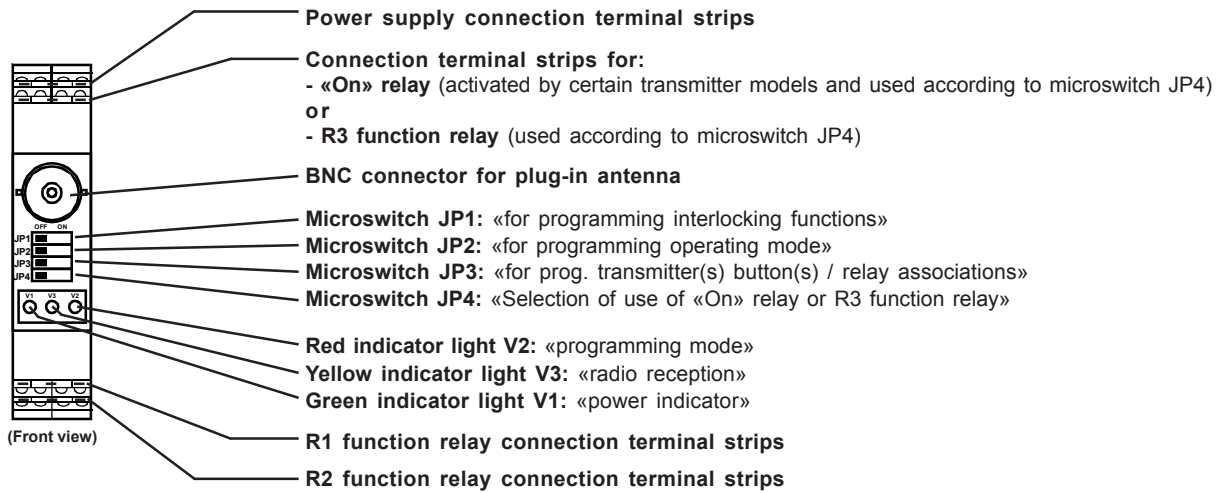 Power supply connection terminal strips
Connection terminal strips for:
- «On» relay (activated by certain transmitter models and used according to microswitch JP4)
or
- R3 function relay (used according to microswitch JP4)
BNC connector for plug-in antenna
OFF ON
JP1
JP2
JP3
JP4
Microswitch JP1: «for programming interlocking functions»
Microswitch JP2: «for programming operating mode»
Microswitch JP3: «for prog. transmitter(s) button(s) / relay associations»
Microswitch JP4: «Selection of use of «On» relay or R3 function relay»
V1 V3 V2
Red indicator light V2: «programming mode»
Yellow indicator light V3: «radio reception»
Green indicator light V1: «power indicator»
(Front view)
R1 function relay connection terminal strips
R2 function relay connection terminal strips